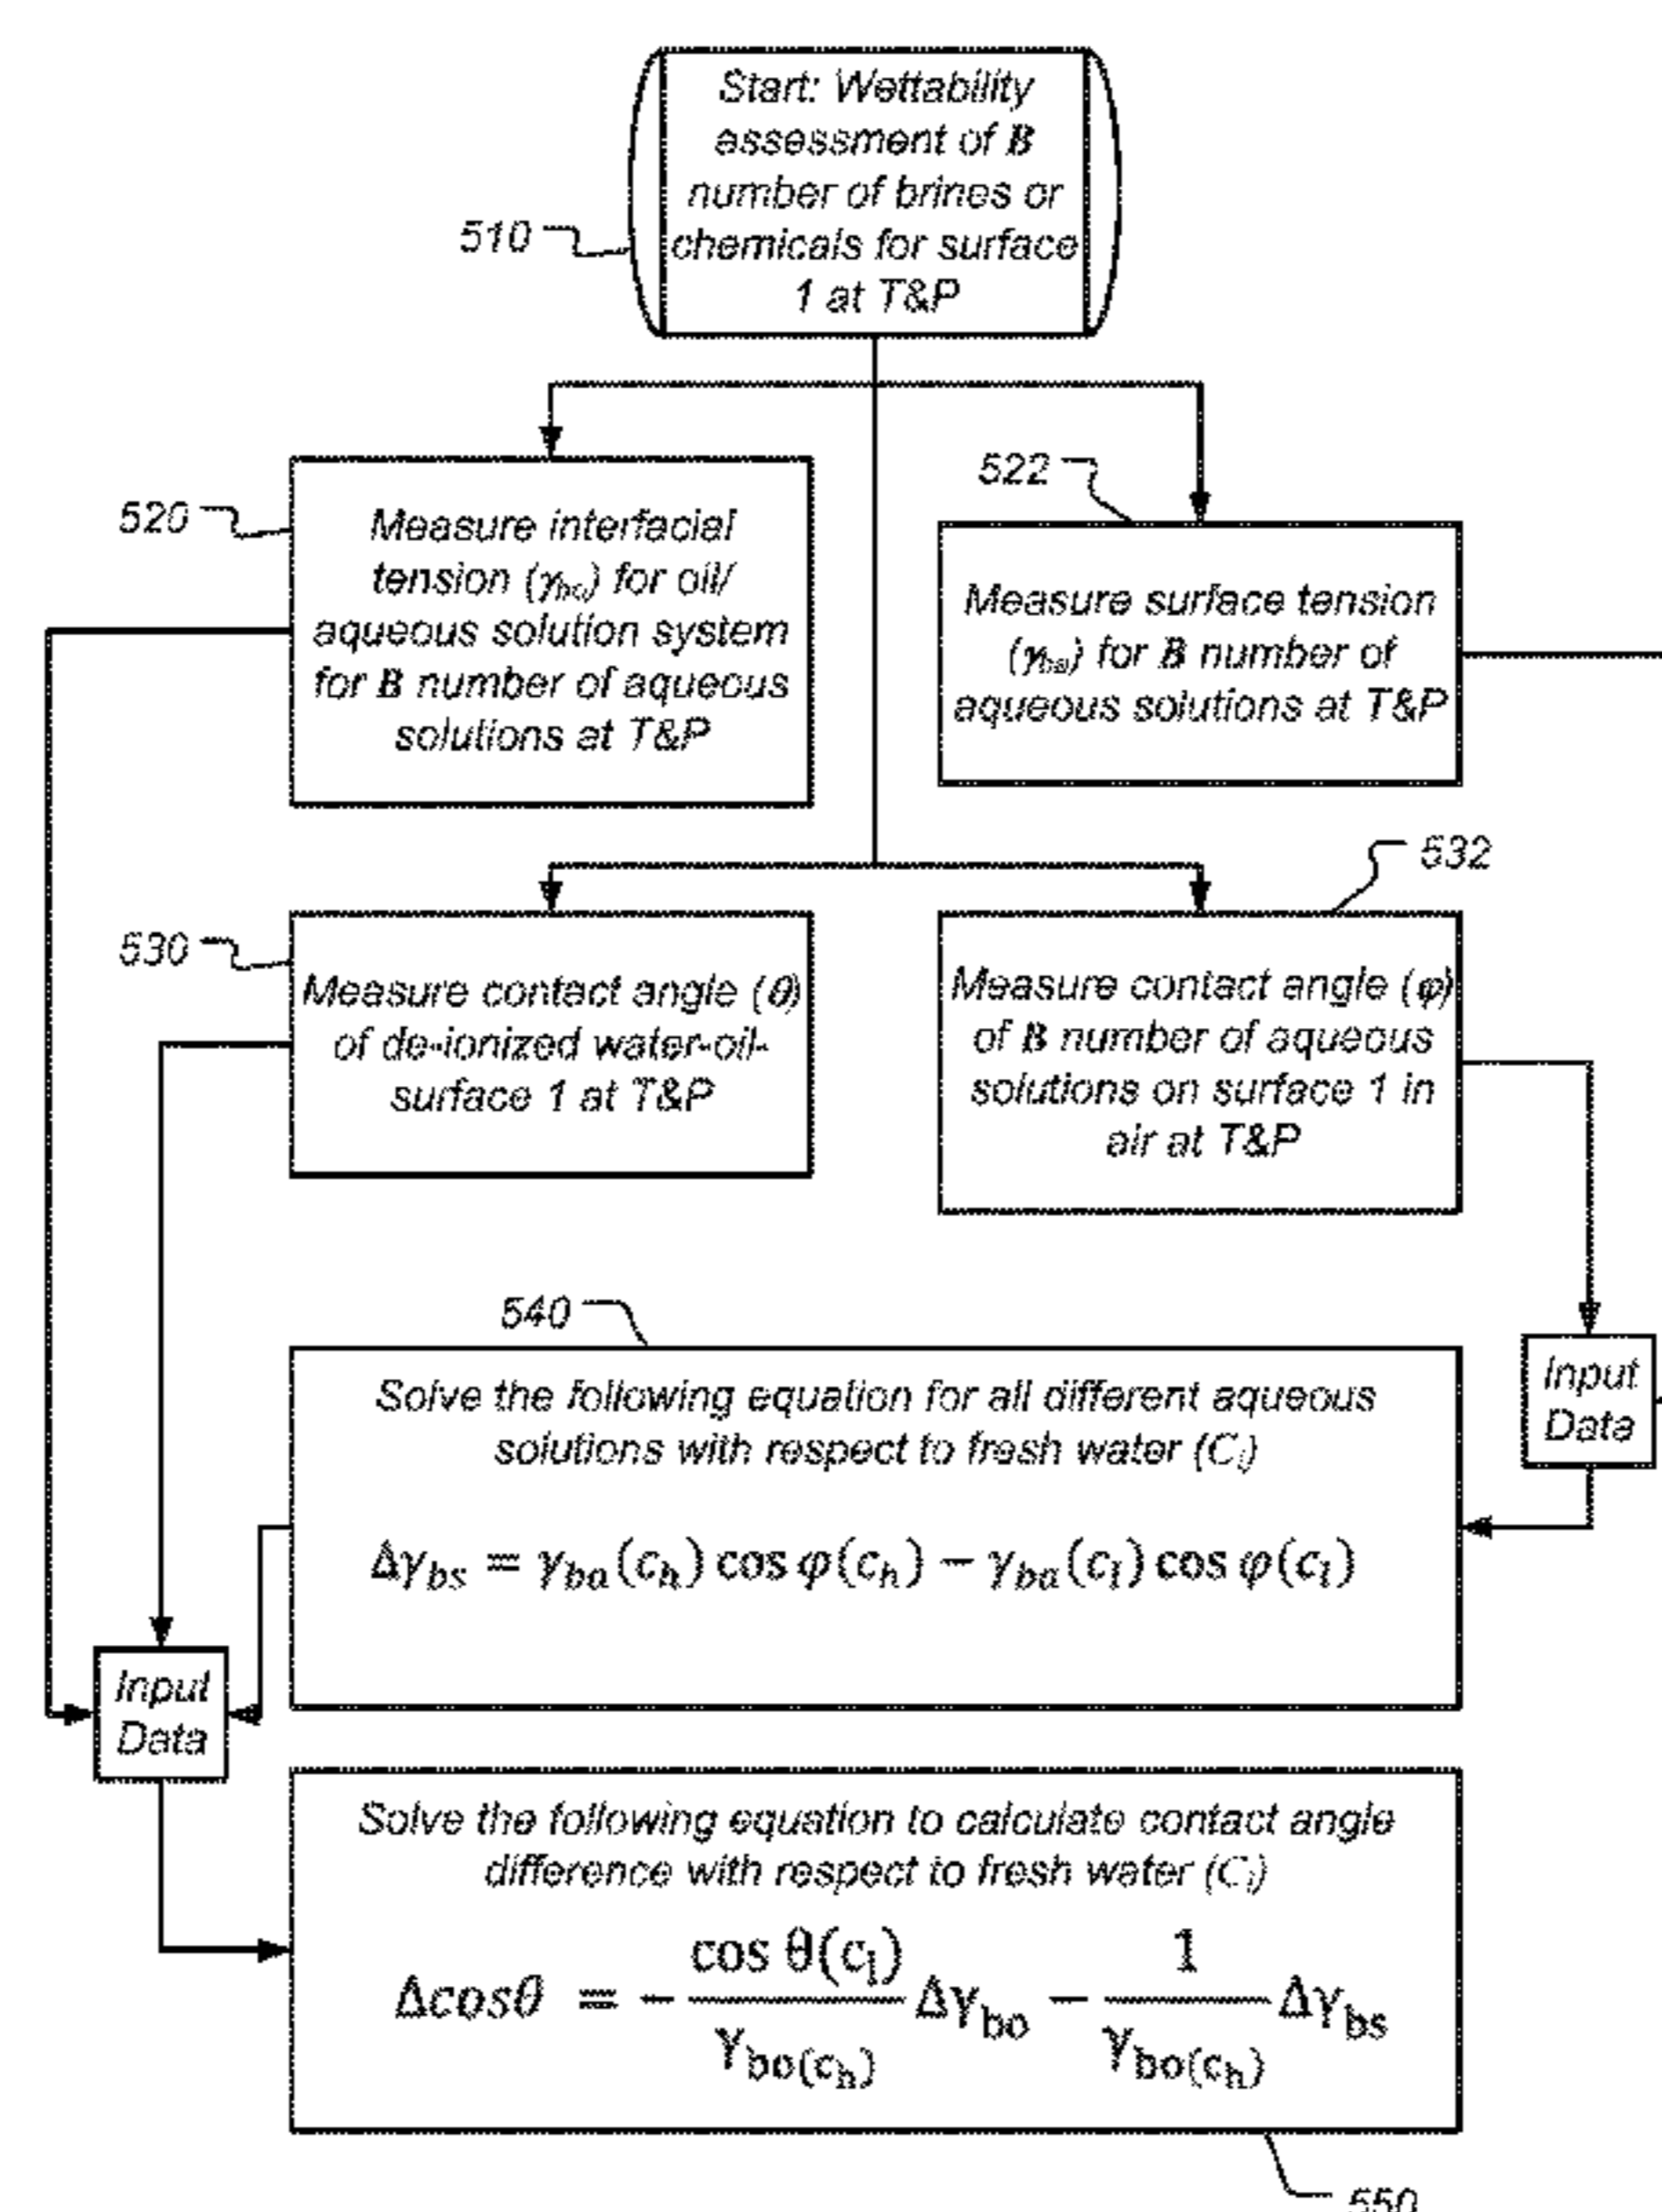 Start: Wettability
assessment of B
number of brines or
chemicals for surface
1 at T&P
510
520
Measure interfacial
tension (γbo) for oil/
aqueous solution system
for B number of aqueous
solutions at T&P
522
Measure surface tension
(γba) for B number of
aqueous solutions at T&P
530
Measure contact angle (θ)
of de-ionized water-oil-
surface 1 at T&P
532
Measure contact angle (φ)
of B number of aqueous
solutions on surface 1 in
air at T&P
540
Solve the following equation for all different aqueous
solutions with respect to fresh water (Cl)
Δγbs = γba(ch) cos φ(ch) − γba(cl) cos φ(cl)
Input
Data
Input
Data
Solve the following equation to calculate contact angle
difference with respect to fresh water (Cl)
Δcosθ = − cos θ(cl) / γbo(ch) Δγbo − 1 / γbo(ch) Δγbs
550